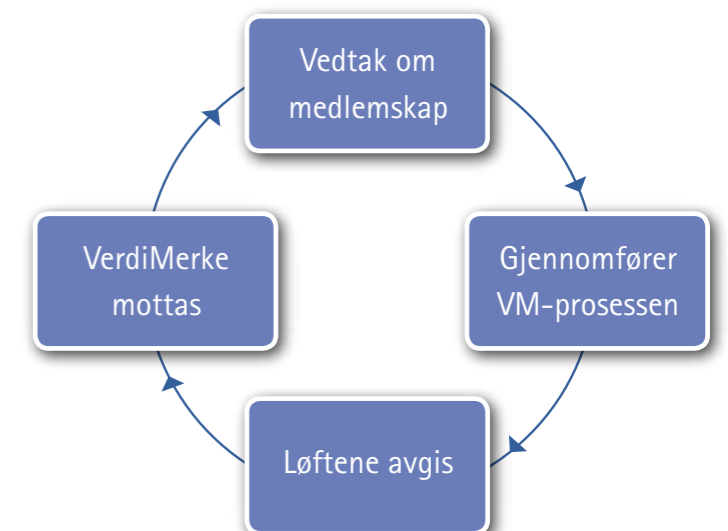 Vedtak om
medlemskap
Gjennomfører
VM-prosessen
Løftene avgis
VerdiMerke
mottas